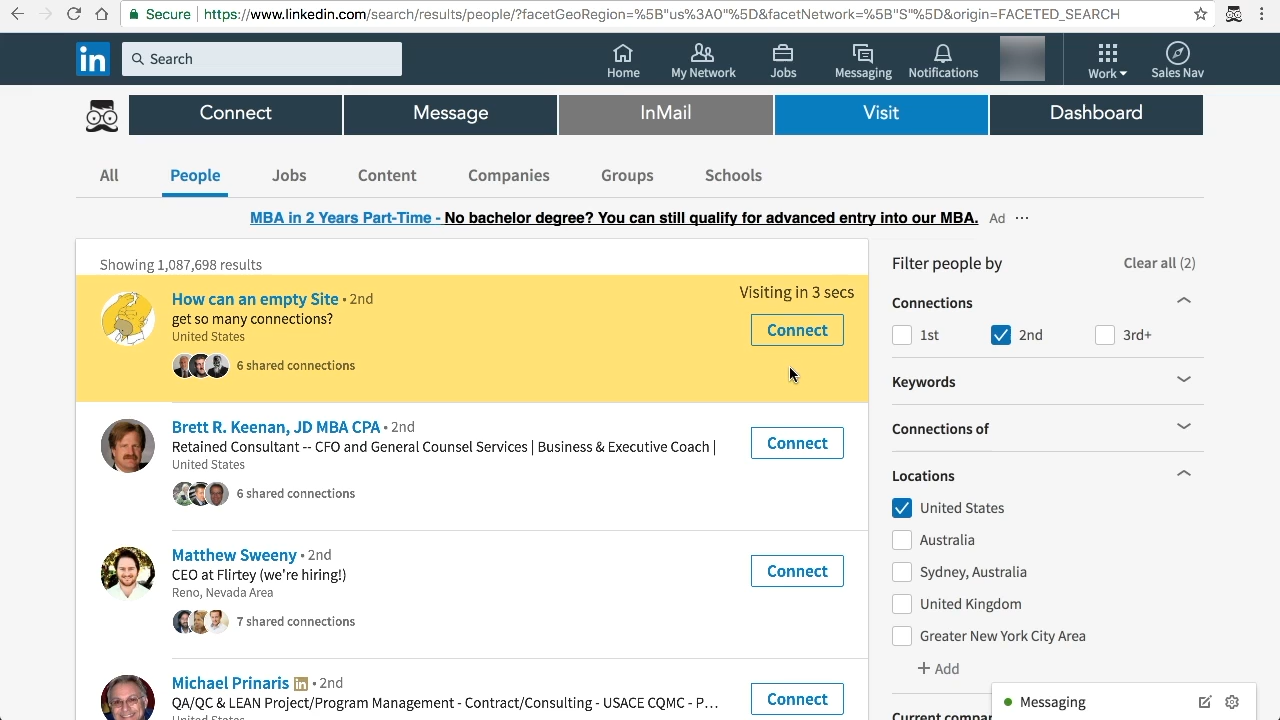 Secure https://www.linkedin.com/search/results/people/?facetGeoRegion=%5B"us%3A0"%5D&facetNetwork=%5B"S"%5D&origin=FACETED_SEARCH
in Search Home My Network Jobs Messaging Notifications Work Sales Nav
Connect Message InMail Visit Dashboard
All People Jobs Content Companies Groups Schools
MBA in 2 Years Part-Time - No bachelor degree? You can still qualify for advanced entry into our MBA. Ad ...
Showing 1,087,698 results
How can an empty Site • 2nd
get so many connections?
United States
6 shared connections
Visiting in 3 secs
Connect
Brett R. Keenan, JD MBA CPA • 2nd
Retained Consultant -- CFO and General Counsel Services | Business & Executive Coach |
United States
6 shared connections
Connect
Matthew Sweeny • 2nd
CEO at Flirtey (we're hiring!)
Reno, Nevada Area
7 shared connections
Connect
Michael Prinaris in • 2nd
QA/QC & LEAN Project/Program Management - Contract/Consulting - USACE CQMC - P...
United States
Connect
Filter people by Clear all (2)
Connections
1st 2nd 3rd+
Keywords
Connections of
Locations
United States
Australia
Sydney, Australia
United Kingdom
Greater New York City Area
+ Add
Current compan
Messaging